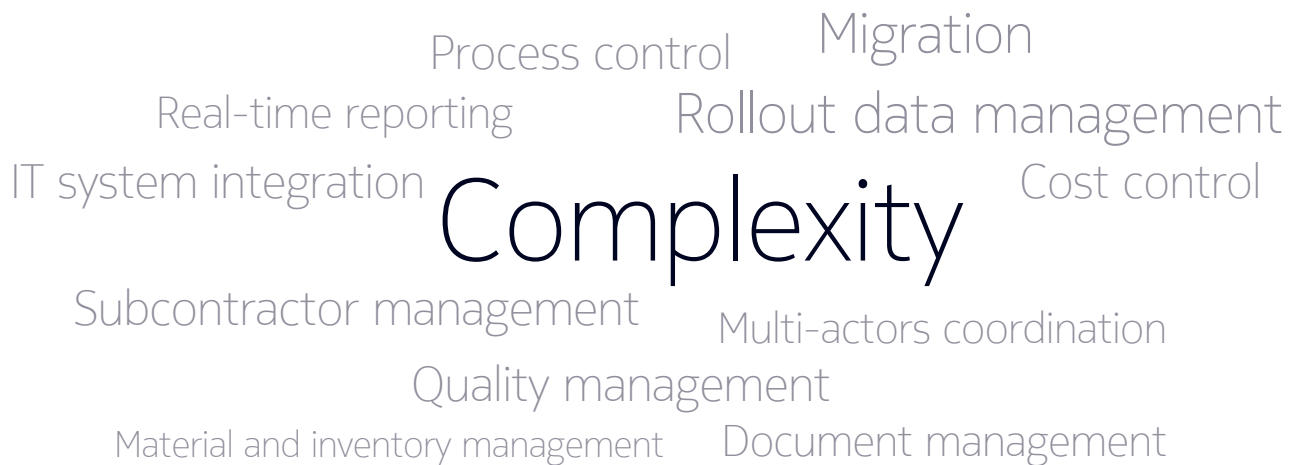 Migration
Process control
Real-time reporting
Rollout data management
IT system integration
Cost control
Complexity
Subcontractor management
Multi-actors coordination
Quality management
Material and inventory management
Document management